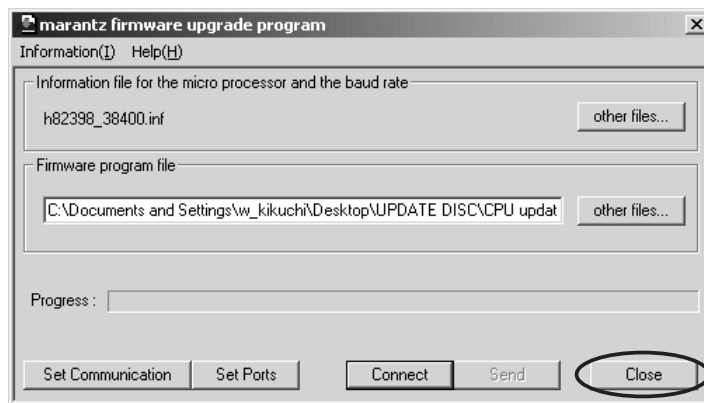 marantz firmware upgrade program
Information(I) Help(H)
Information file for the micro processor and the baud rate
h82398_38400.inf
other files...
Firmware program file
C:\Documents and Settings\w_kikuchi\Desktop\UPDATE DISC\CPU updat
other files...
Progress :
Set Communication Set Ports Connect Send Close